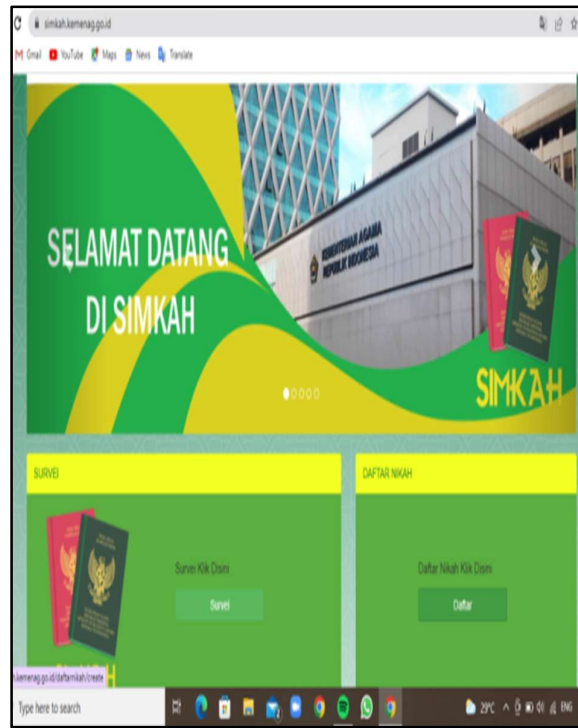 simkah.kemenag.go.id
Gmail YouTube Maps News Translate
SELAMAT DATANG
DI SIMKAH
KEMENTERIAN AGAMA
REPUBLIK INDONESIA
SIMKAH
SURVEI
DAFTAR NIKAH
Survei Klik Disini
Survei
Daftar Nikah Klik Disini
Daftar
.kemenag.go.id/daftarnikah/create
Type here to search
29°C
ENG